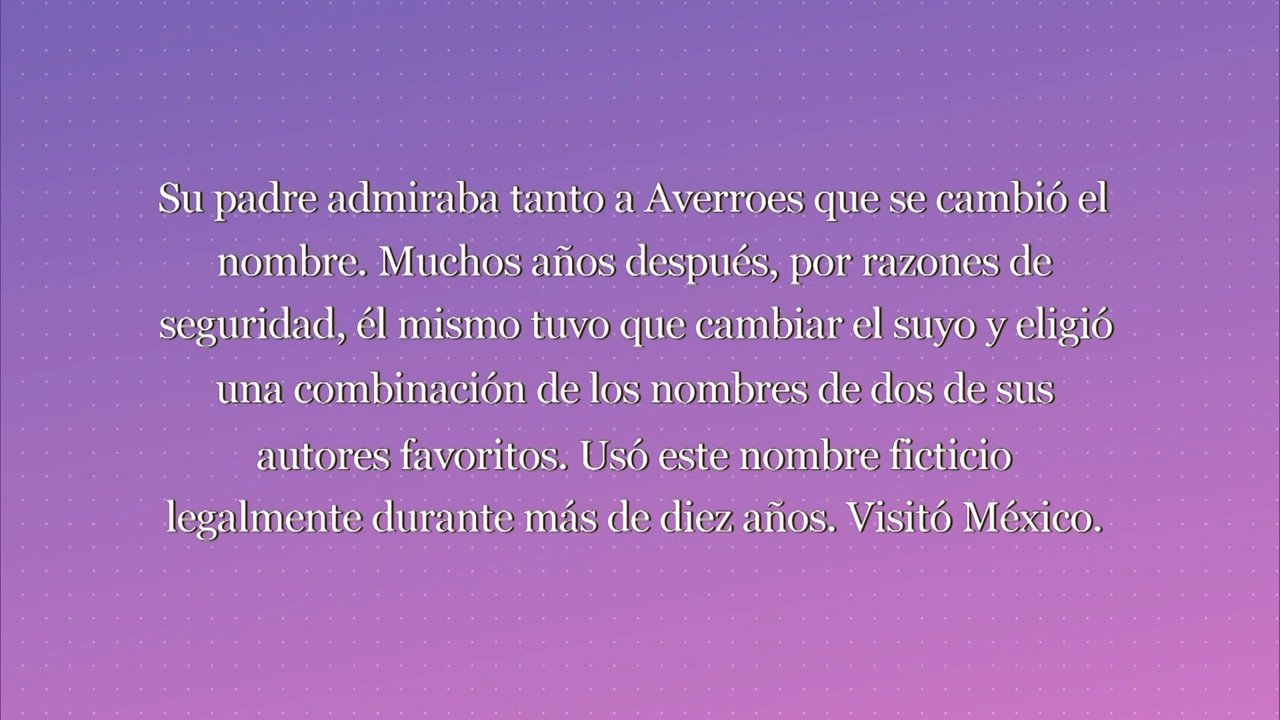 Su padre admiraba tanto a Averroes que se cambió el
nombre. Muchos años después, por razones de
seguridad, él mismo tuvo que cambiar el suyo y eligió
una combinación de los nombres de dos de sus
autores favoritos. Usó este nombre ficticio
legalmente durante más de diez años. Visitó México.